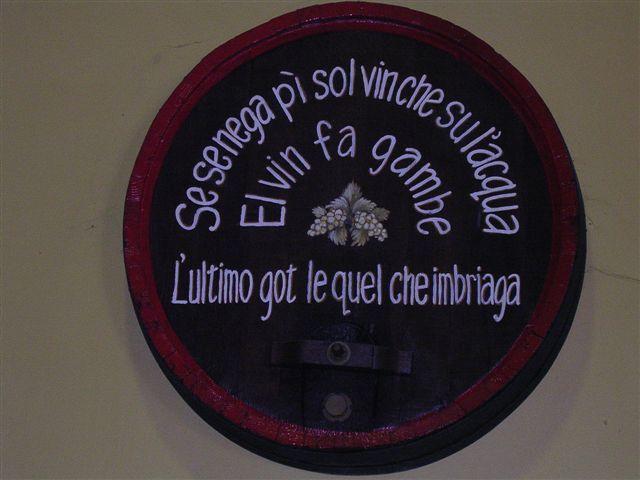 Se se nega pì sol vin che su l'acqua
El vin fa gambe
L'ultimo got le quel che imbriaga